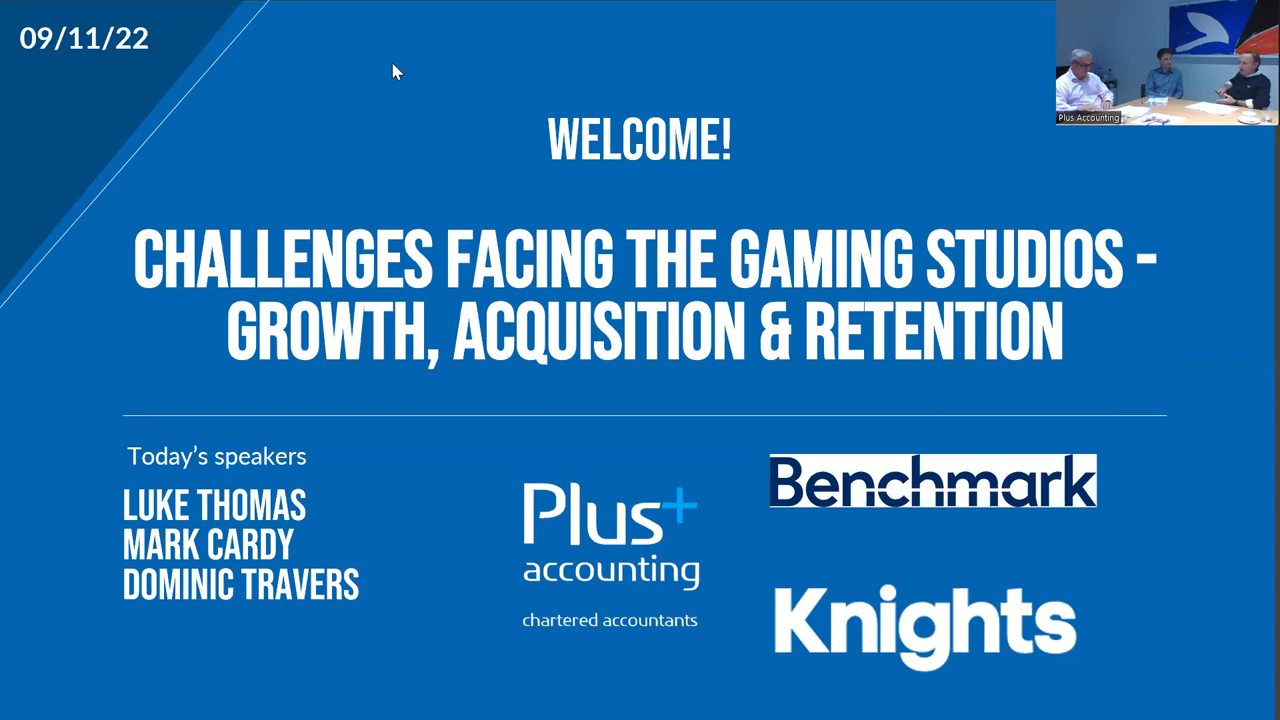 09/11/22
Plus Accounting
WELCOME!
CHALLENGES FACING THE GAMING STUDIOS -
GROWTH, ACQUISITION & RETENTION
Today's speakers
LUKE THOMAS
MARK CARDY
DOMINIC TRAVERS
Plus+
accounting
chartered accountants
Benchmark
Knights